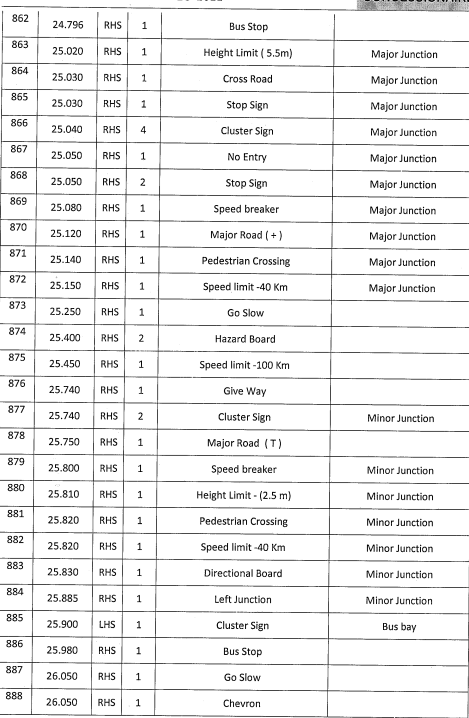 862 24.796 RHS 1 Bus Stop
863 25.020 RHS 1 Height Limit ( 5.5m) Major Junction
864 25.030 RHS 1 Cross Road Major Junction
865 25.030 RHS 1 Stop Sign Major Junction
866 25.040 RHS 4 Cluster Sign Major Junction
867 25.050 RHS 1 No Entry Major Junction
868 25.050 RHS 2 Stop Sign Major Junction
869 25.080 RHS 1 Speed breaker Major Junction
870 25.120 RHS 1 Major Road ( + ) Major Junction
871 25.140 RHS 1 Pedestrian Crossing Major Junction
872 25.150 RHS 1 Speed limit -40 Km Major Junction
873 25.250 RHS 1 Go Slow
874 25.400 RHS 2 Hazard Board
875 25.450 RHS 1 Speed limit -100 Km
876 25.740 RHS 1 Give Way
877 25.740 RHS 2 Cluster Sign Minor Junction
878 25.750 RHS 1 Major Road ( T )
879 25.800 RHS 1 Speed breaker Minor Junction
880 25.810 RHS 1 Height Limit - (2.5 m) Minor Junction
881 25.820 RHS 1 Pedestrian Crossing Minor Junction
882 25.820 RHS 1 Speed limit -40 Km Minor Junction
883 25.830 RHS 1 Directional Board Minor Junction
884 25.885 RHS 1 Left Junction Minor Junction
885 25.900 LHS 1 Cluster Sign Bus bay
886 25.980 RHS 1 Bus Stop
887 26.050 RHS 1 Go Slow
888 26.050 RHS 1 Chevron